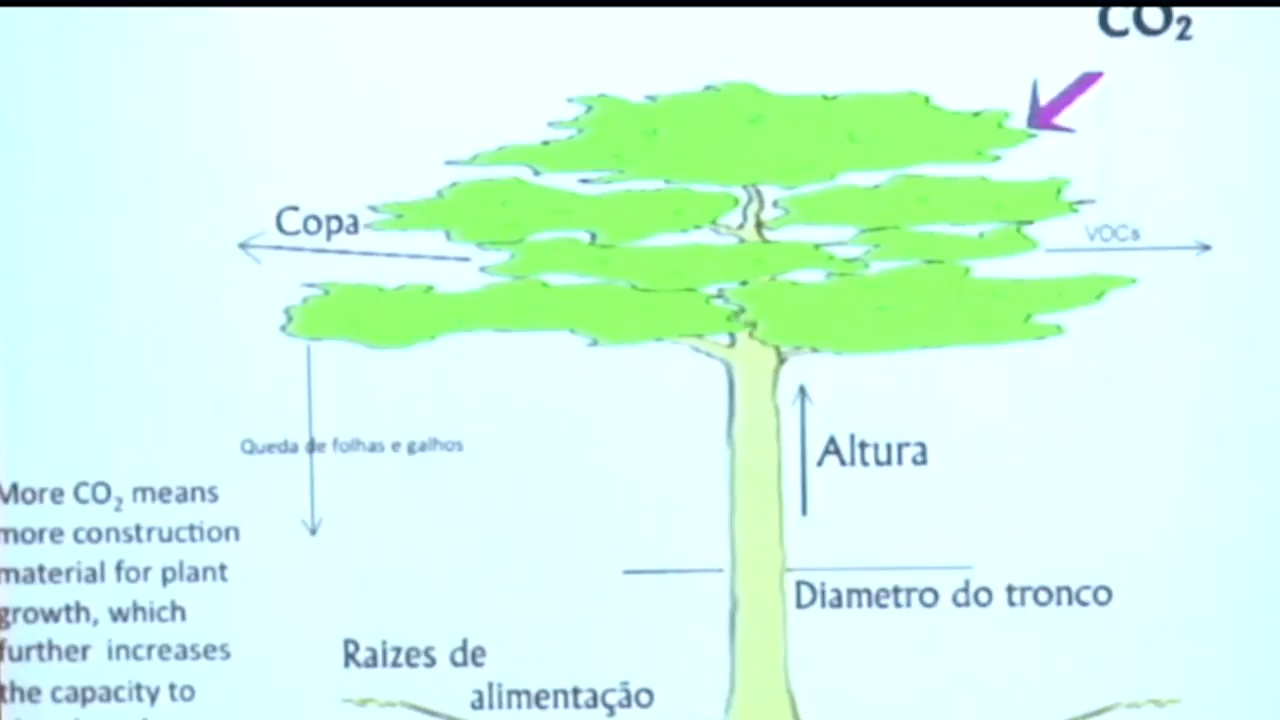 CO₂
Copa
VOCs
Queda de folhas e galhos
Altura
More CO₂ means
more construction
material for plant
growth, which
further increases
the capacity to
Diametro do tronco
Raizes de
alimentação